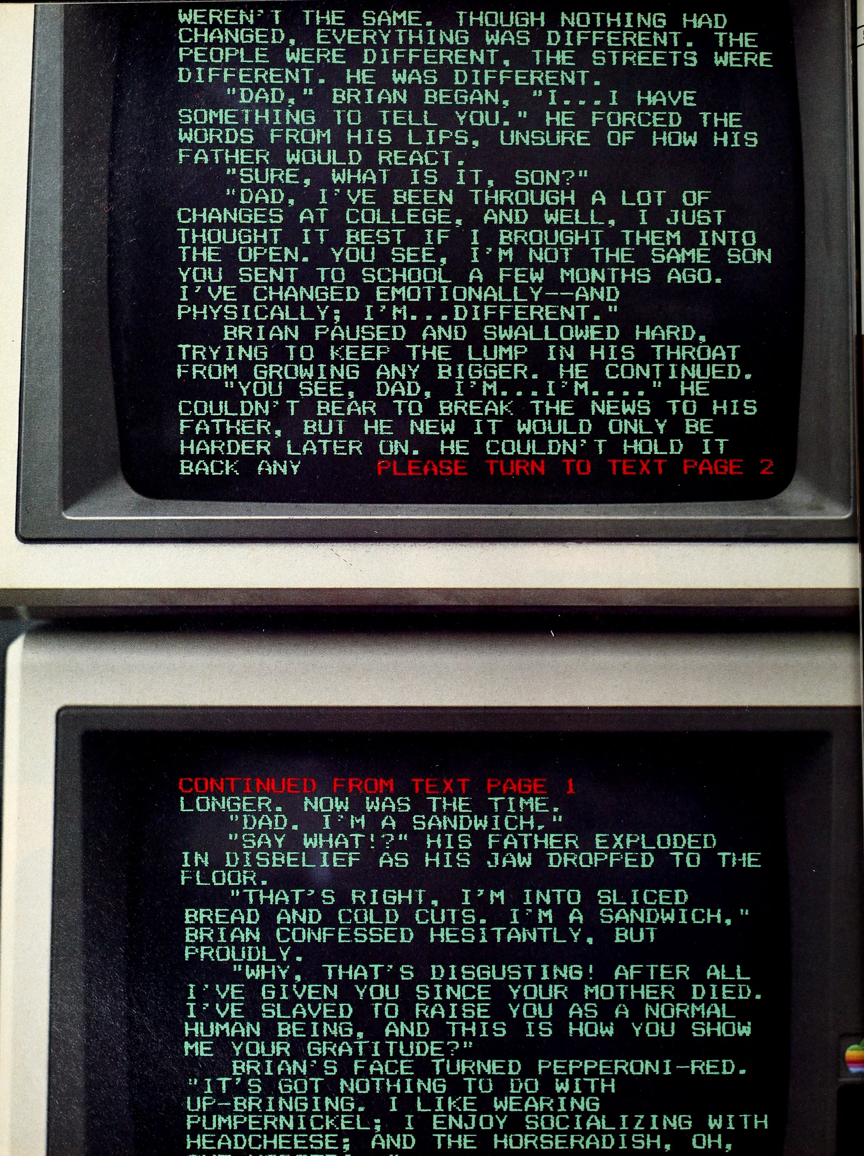 WEREN'T THE SAME. THOUGH NOTHING HAD
CHANGED, EVERYTHING WAS DIFFERENT. THE
PEOPLE WERE DIFFERENT, THE STREETS WERE
DIFFERENT. HE WAS DIFFERENT.
"DAD," BRIAN BEGAN, "I...I HAVE
SOMETHING TO TELL YOU." HE FORCED THE
WORDS FROM HIS LIPS, UNSURE OF HOW HIS
FATHER WOULD REACT.
"SURE, WHAT IS IT, SON?"
"DAD, I'VE BEEN THROUGH A LOT OF
CHANGES AT COLLEGE, AND WELL, I JUST
THOUGHT IT BEST IF I BROUGHT THEM INTO
THE OPEN. YOU SEE, I'M NOT THE SAME SON
YOU SENT TO SCHOOL A FEW MONTHS AGO.
I'VE CHANGED EMOTIONALLY--AND
PHYSICALLY; I'M...DIFFERENT."
BRIAN PAUSED AND SWALLOWED HARD,
TRYING TO KEEP THE LUMP IN HIS THROAT
FROM GROWING ANY BIGGER. HE CONTINUED.
"YOU SEE, DAD, I'M...I'M...." HE
COULDN'T BEAR TO BREAK THE NEWS TO HIS
FATHER, BUT HE NEW IT WOULD ONLY BE
HARDER LATER ON. HE COULDN'T HOLD IT
BACK ANY PLEASE TURN TO TEXT PAGE 2
CONTINUED FROM TEXT PAGE 1
LONGER. NOW WAS THE TIME.
"DAD. I'M A SANDWICH."
"SAY WHAT!?" HIS FATHER EXPLODED
IN DISBELIEF AS HIS JAW DROPPED TO THE
FLOOR.
"THAT'S RIGHT, I'M INTO SLICED
BREAD AND COLD CUTS. I'M A SANDWICH,"
BRIAN CONFESSED HESITANTLY, BUT
PROUDLY.
"WHY, THAT'S DISGUSTING! AFTER ALL
I'VE GIVEN YOU SINCE YOUR MOTHER DIED.
I'VE SLAVED TO RAISE YOU AS A NORMAL
HUMAN BEING, AND THIS IS HOW YOU SHOW
ME YOUR GRATITUDE?"
BRIAN'S FACE TURNED PEPPERONI-RED.
"IT'S GOT NOTHING TO DO WITH
UP-BRINGING. I LIKE WEARING
PUMPERNICKEL; I ENJOY SOCIALIZING WITH
HEADCHEESE; AND THE HORSERADISH, OH,